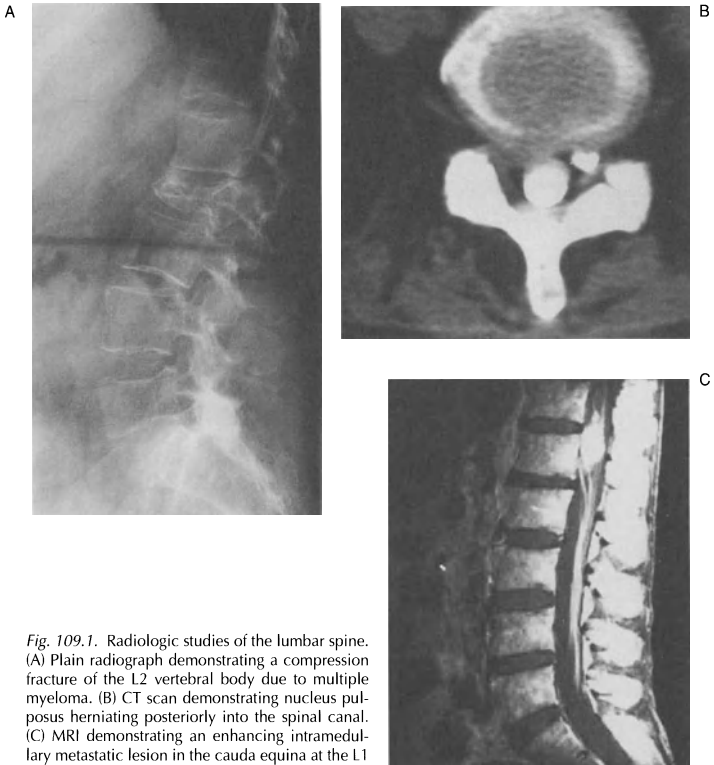 A
B
C
Fig. 109.1. Radiologic studies of the lumbar spine.
(A) Plain radiograph demonstrating a compression
fracture of the L2 vertebral body due to multiple
myeloma. (B) CT scan demonstrating nucleus pul-
posus herniating posteriorly into the spinal canal.
(C) MRI demonstrating an enhancing intramedul-
lary metastatic lesion in the cauda equina at the L1